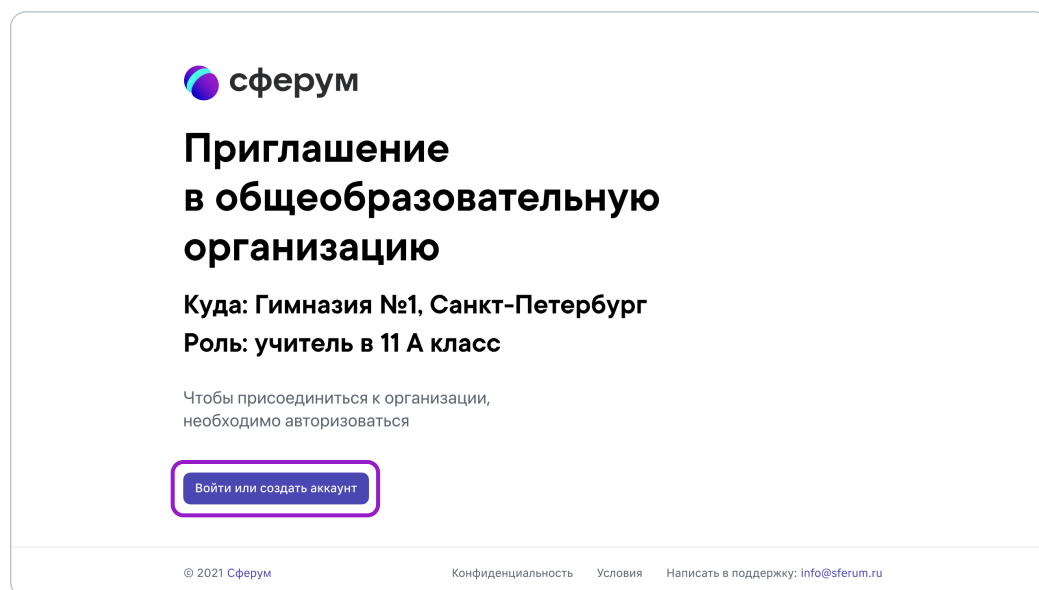 сферум
Приглашение
в общеобразовательную
организацию
Куда: Гимназия №1, Санкт-Петербург
Роль: учитель в 11 А класс
Чтобы присоединиться к организации,
необходимо авторизоваться
Войти или создать аккаунт
© 2021 Сферум Конфиденциальность Условия Написать в поддержку: info@sferum.ru